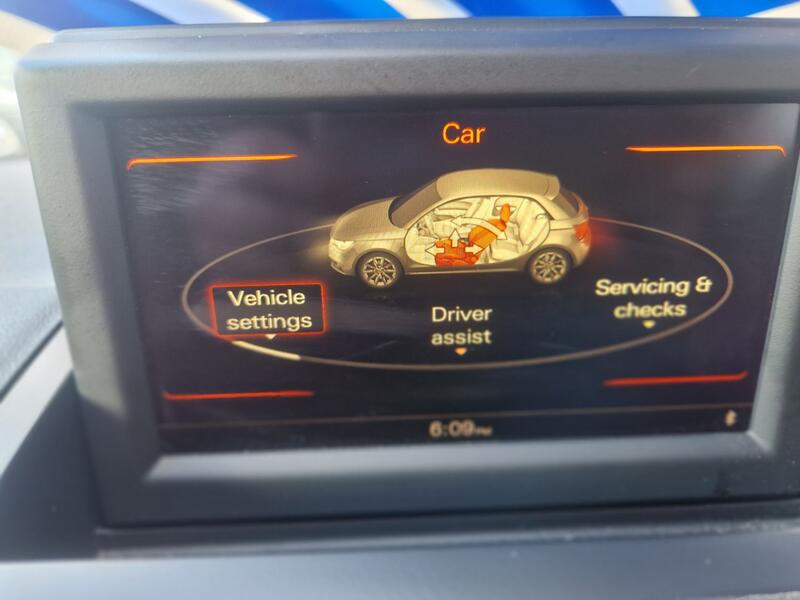 Car
Vehicle
settings
Driver
assist
Servicing &
checks
6:09PM